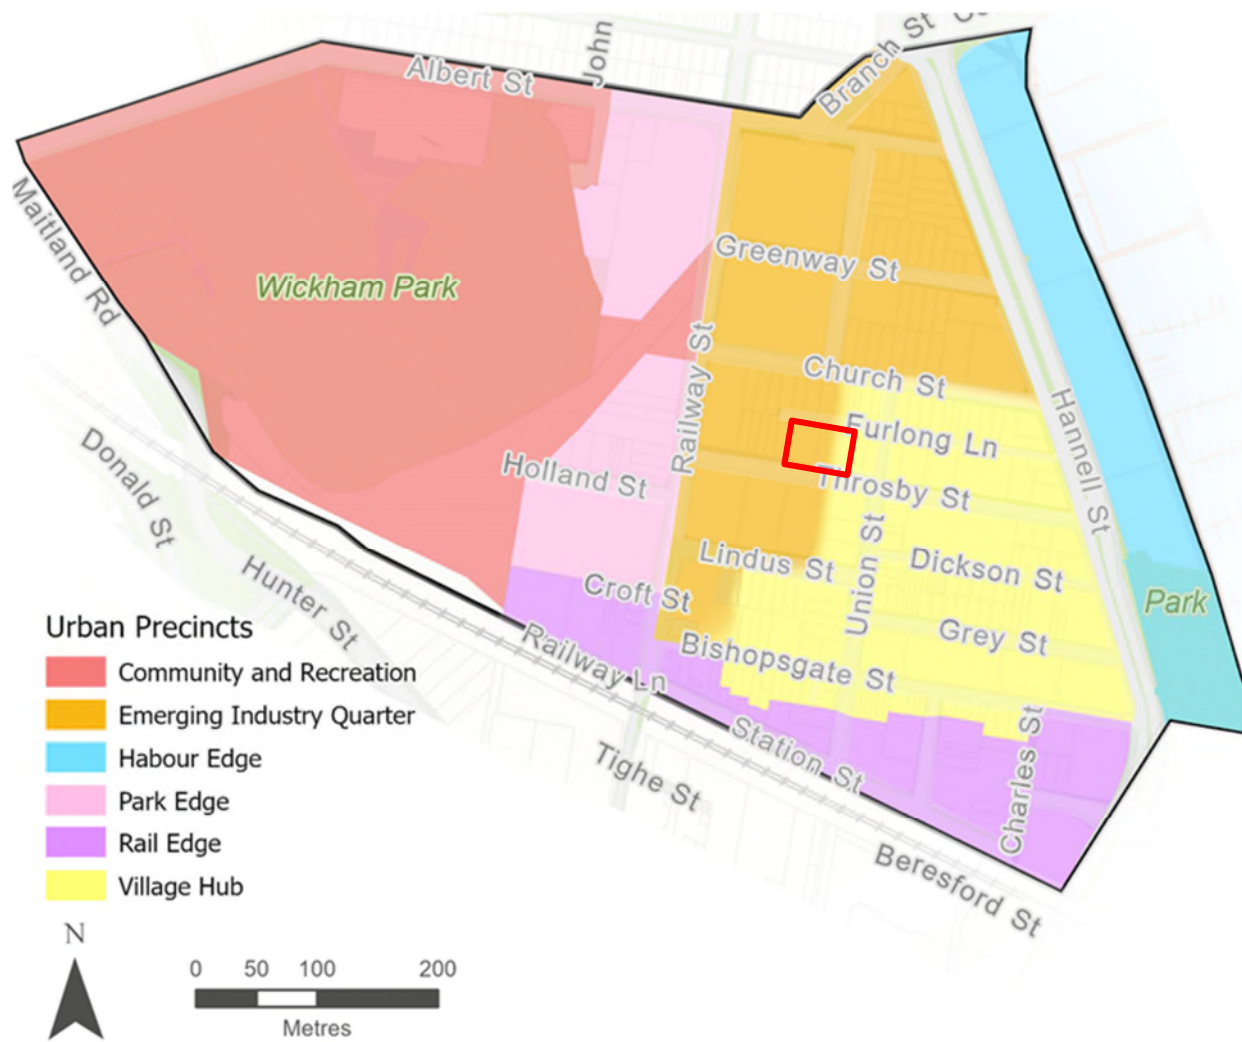 Branch St
John
Albert St
Maitland Rd
Wickham Park
Greenway St
Church St
Railway St
Furlong Ln
Hannell St
Donald St
Holland St
Throsby St
Hunter St
Lindus St
Union St
Dickson St
Croft St
Park
Grey St
Railway Ln
Bishopsgate St
Station St
Charles St
Tighe St
Beresford St
Urban Precincts
Community and Recreation
Emerging Industry Quarter
Habour Edge
Park Edge
Rail Edge
Village Hub
N
0 50 100 200
Metres